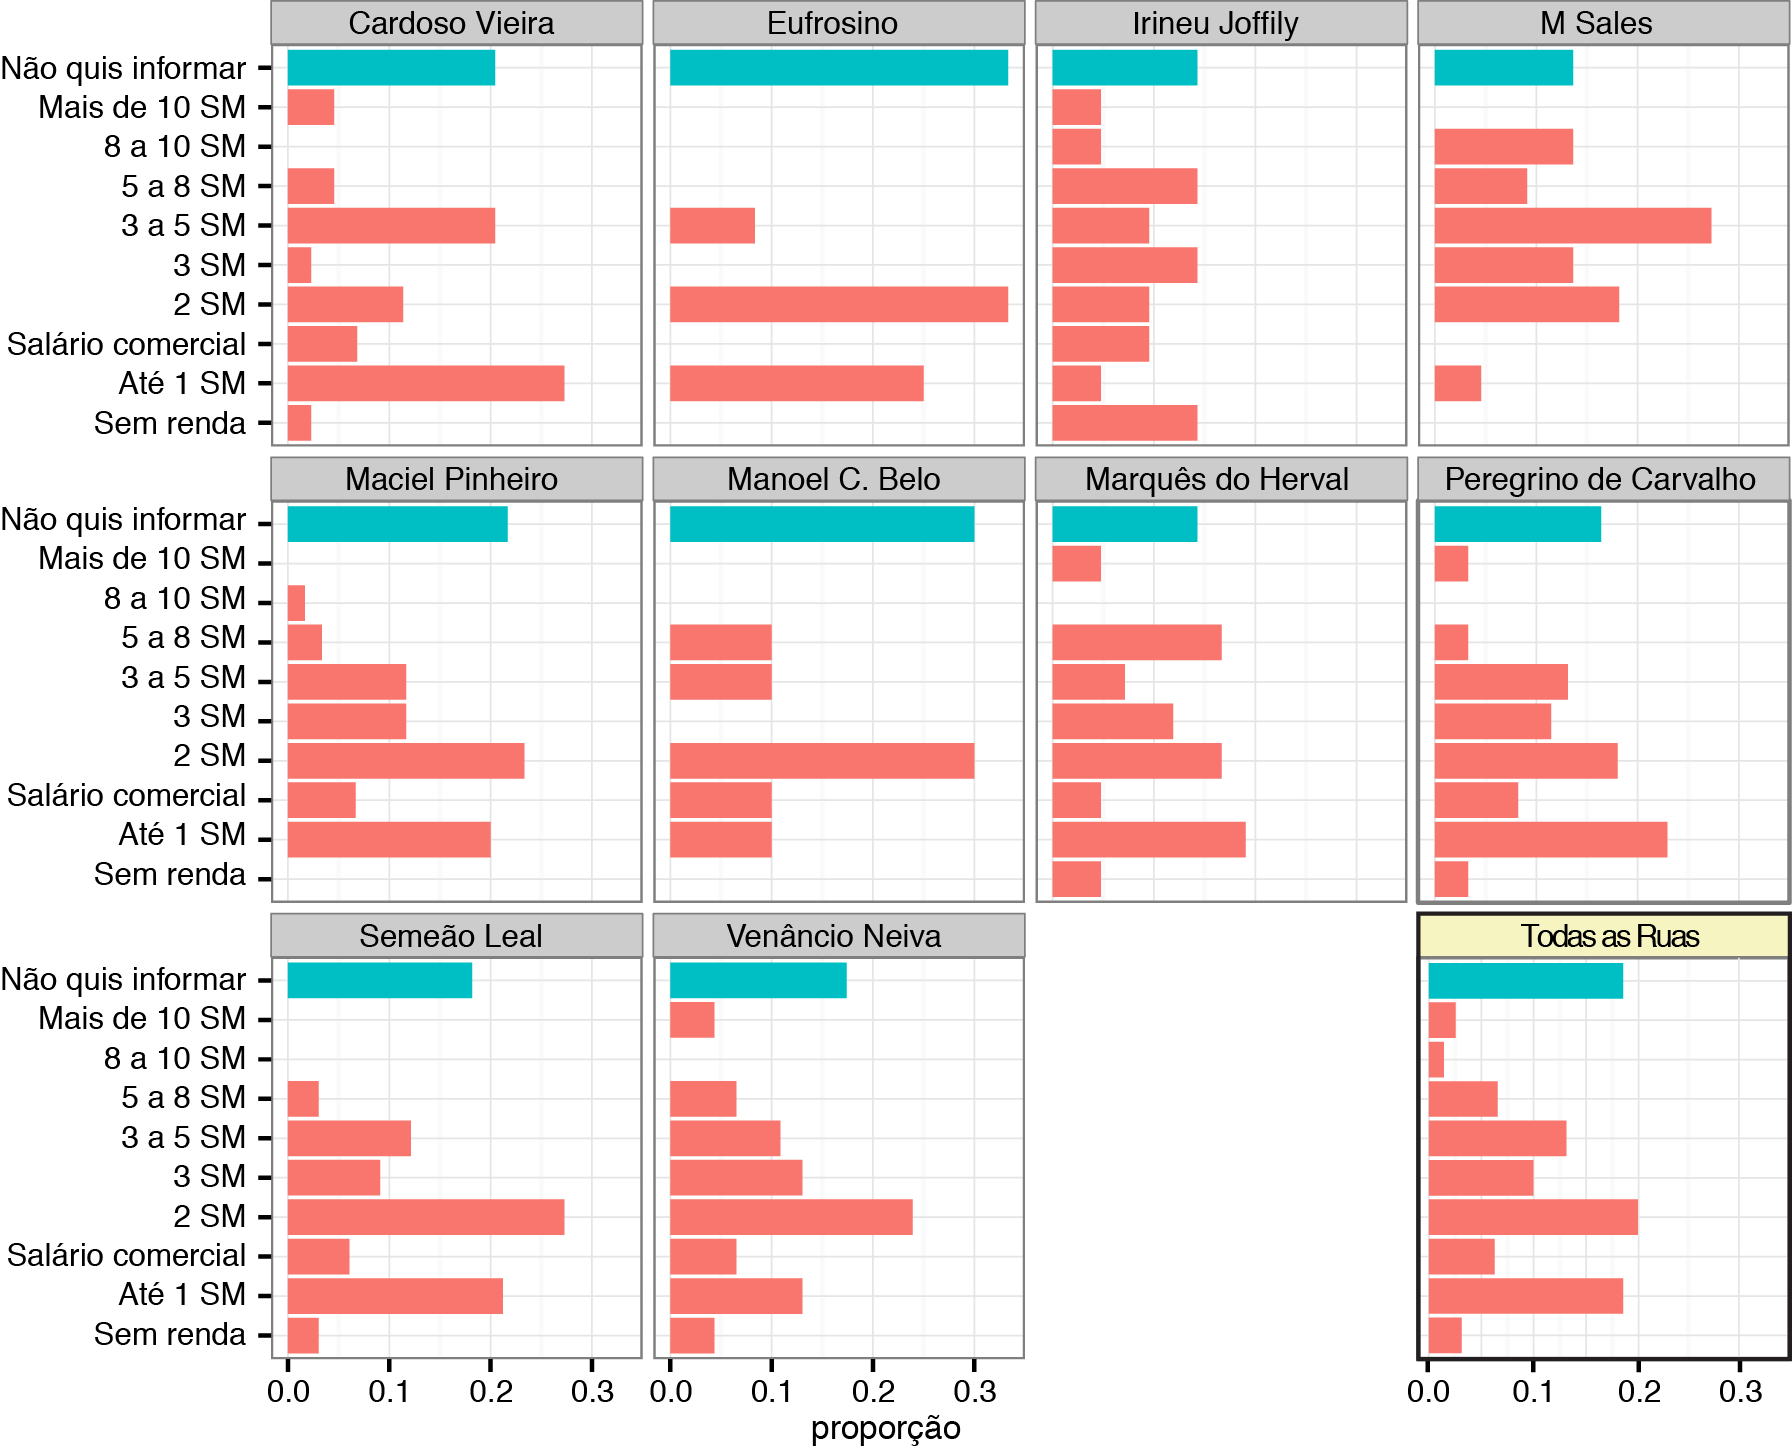 Cardoso Vieira
Eufrosino
Irineu Joffily
M Sales
Não quis informar
Mais de 10 SM
8 a 10 SM
5 a 8 SM
3 a 5 SM
3 SM
2 SM
Salário comercial
Até 1 SM
Sem renda
Maciel Pinheiro
Manoel C. Belo
Marquês do Herval
Peregrino de Carvalho
Não quis informar
Mais de 10 SM
8 a 10 SM
5 a 8 SM
3 a 5 SM
3 SM
2 SM
Salário comercial
Até 1 SM
Sem renda
Semeão Leal
Venâncio Neiva
Todas as Ruas
Não quis informar
Mais de 10 SM
8 a 10 SM
5 a 8 SM
3 a 5 SM
3 SM
2 SM
Salário comercial
Até 1 SM
Sem renda
0.0 0.1 0.2 0.3
0.0 0.1 0.2 0.3
0.0 0.1 0.2 0.3
proporção